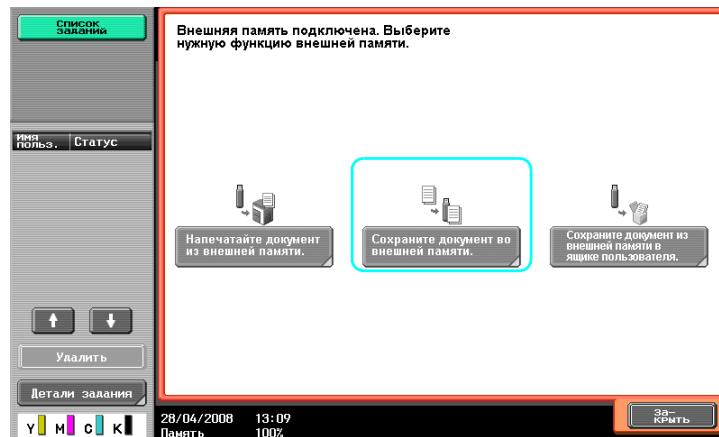 Список
заданий
Внешняя память подключена. Выберите
нужную функцию внешней памяти.
Имя
польз.
Статус
Напечатайте документ
из внешней памяти.
Сохраните документ во
внешней памяти.
Сохраните документ из
внешней памяти в
ящике пользователя.
Удалить
Детали задания
Y M C K
28/04/2008 13:09
Память 100%
За-
крыть